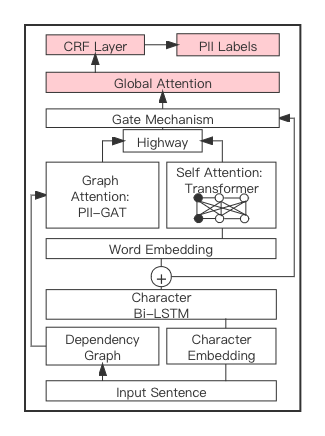 CRF Layer
PII Labels
Global Attention
Gate Mechanism
Highway
Graph
Attention:
PII-GAT
Self Attention:
Transformer
Word Embedding
+
Character
Bi-LSTM
Dependency
Graph
Character
Embedding
Input Sentence